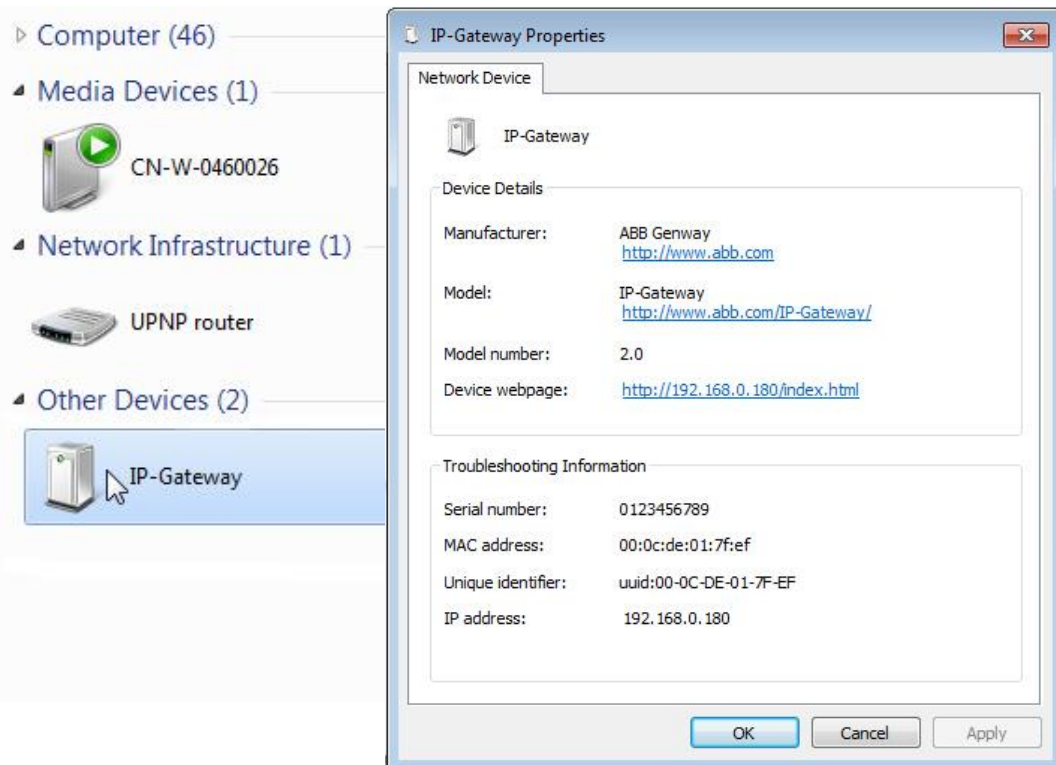 Computer (46)
Media Devices (1)
CN-W-0460026
Network Infrastructure (1)
UPNP router
Other Devices (2)
IP-Gateway
IP-Gateway Properties
Network Device
IP-Gateway
Device Details
Manufacturer: ABB Genway
http://www.abb.com
Model: IP-Gateway
http://www.abb.com/IP-Gateway/
Model number: 2.0
Device webpage: http://192.168.0.180/index.html
Troubleshooting Information
Serial number: 0123456789
MAC address: 00:0c:de:01:7f:ef
Unique identifier: uuid:00-0C-DE-01-7F-EF
IP address: 192.168.0.180
OK Cancel Apply